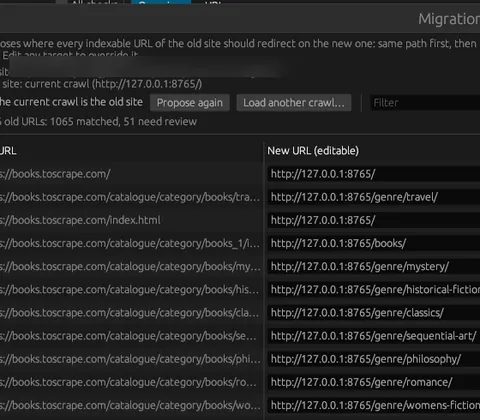 All checks
Overview
URL
Migration
oses where every indexable URL of the old site should redirect on the new one: same path first, then
Edit any target to override it.
site: current crawl (http://127.0.0.1:8765/)
he current crawl is the old site
Propose again
Load another crawl...
Filter
old URLs: 1065 matched, 51 need review
URL
New URL (editable)
s://books.toscrape.com/
http://127.0.0.1:8765/
s://books.toscrape.com/catalogue/category/books/tra...
http://127.0.0.1:8765/genre/travel/
s://books.toscrape.com/index.html
http://127.0.0.1:8765/
s://books.toscrape.com/catalogue/category/books_1/i...
http://127.0.0.1:8765/books/
s://books.toscrape.com/catalogue/category/books/my...
http://127.0.0.1:8765/genre/mystery/
s://books.toscrape.com/catalogue/category/books/his...
http://127.0.0.1:8765/genre/historical-fiction
s://books.toscrape.com/catalogue/category/books/cla...
http://127.0.0.1:8765/genre/classics/
s://books.toscrape.com/catalogue/category/books/se...
http://127.0.0.1:8765/genre/sequential-art/
s://books.toscrape.com/catalogue/category/books/phi...
http://127.0.0.1:8765/genre/philosophy/
s://books.toscrape.com/catalogue/category/books/ro...
http://127.0.0.1:8765/genre/romance/
s://books.toscrape.com/catalogue/category/books/wo...
http://127.0.0.1:8765/genre/womens-fiction